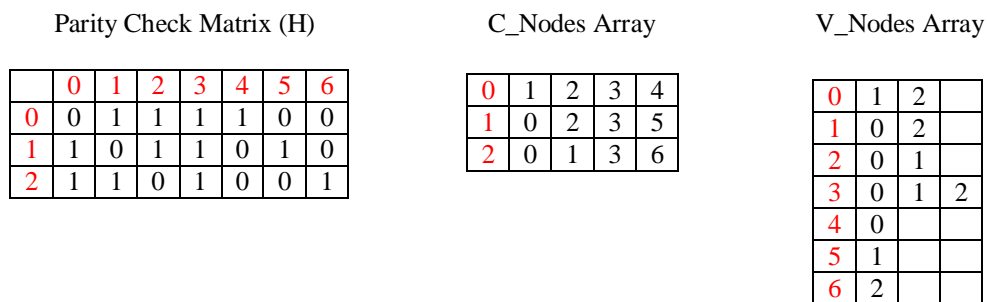 Parity Check Matrix (H)
0 1 2 3 4 5 6
0 0 1 1 1 1 0 0
1 1 0 1 1 0 1 0
2 1 1 0 1 0 0 1
C_Nodes Array
0 1 2 3 4
1 0 2 3 5
2 0 1 3 6
V_Nodes Array
0 1 2
1 0 2
2 0 1
3 0 1 2
4 0
5 1
6 2